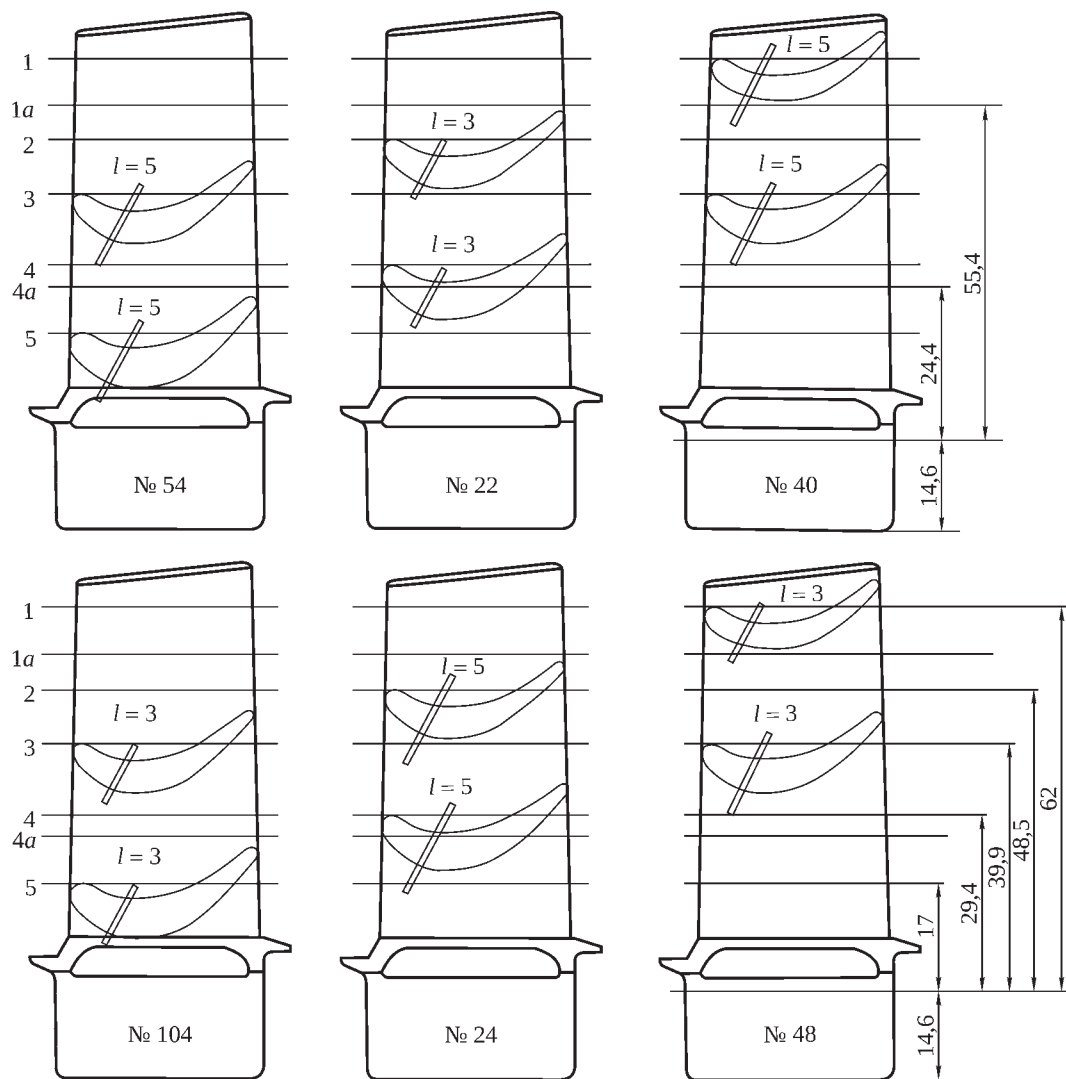 1
1a
2
3
4
4a
5
l = 5
l = 5
№ 54
l = 3
l = 3
№ 22
l = 5
l = 5
№ 40
55,4
24,4
14,6
1
1a
2
3
4
4a
5
l = 3
l = 3
№ 104
l = 5
l = 5
№ 24
l = 3
l = 3
№ 48
62
48,5
39,9
29,4
17
14,6